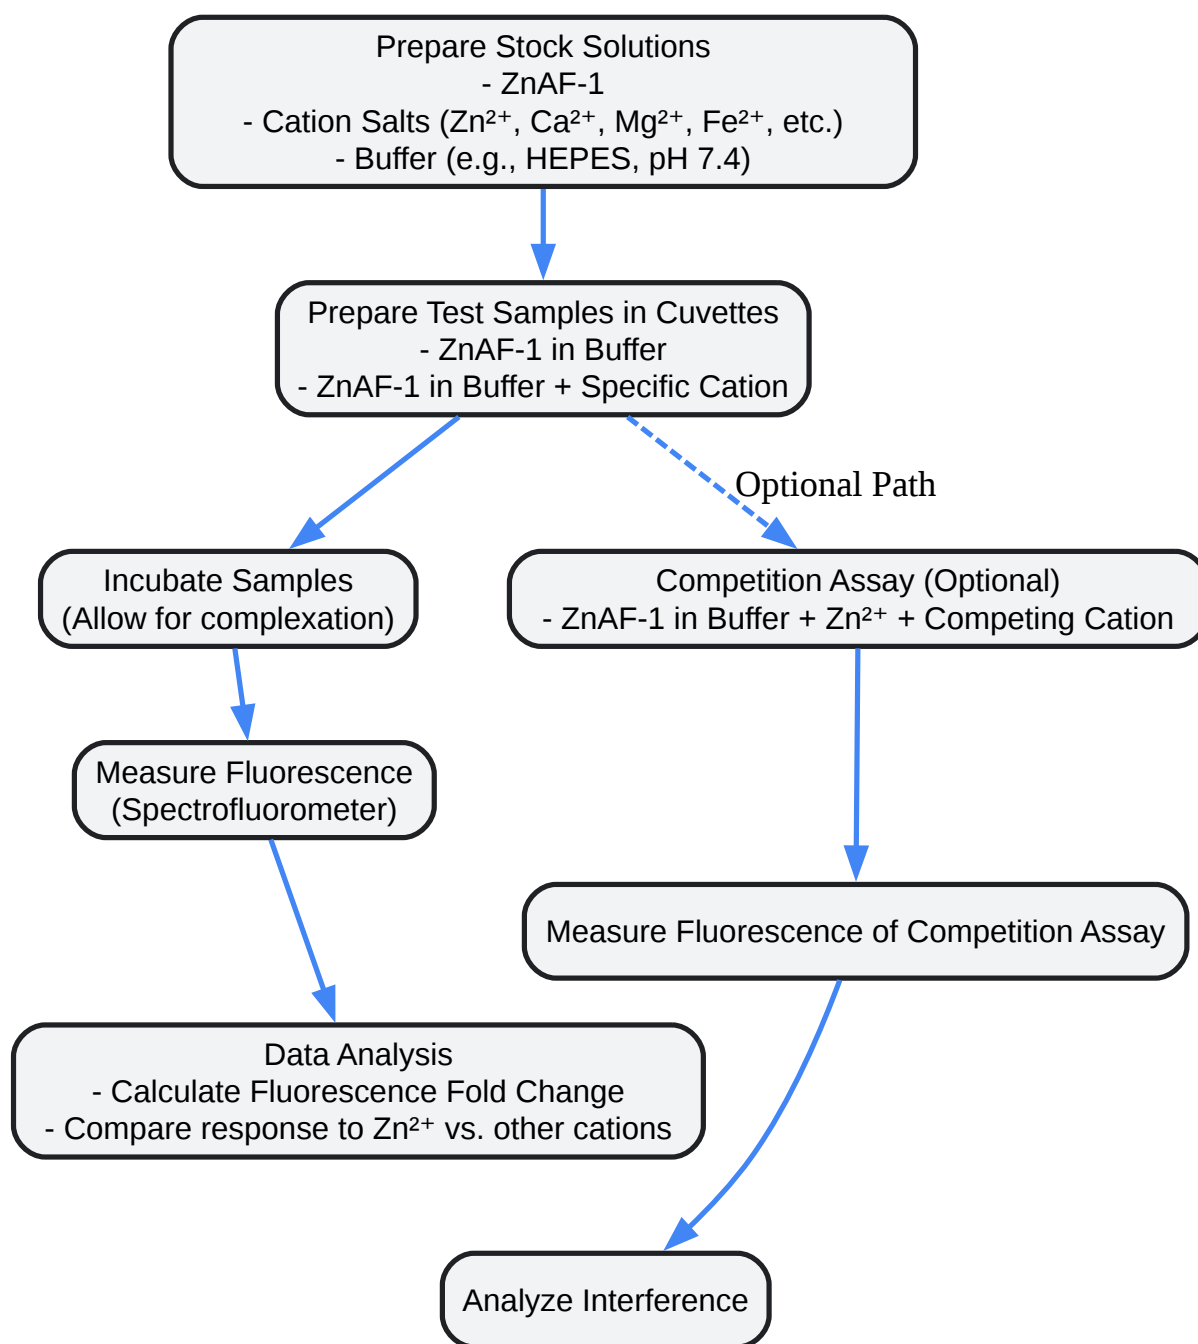 Prepare Stock Solutions
- ZnAF-1
- Cation Salts (Zn²⁺, Ca²⁺, Mg²⁺, Fe²⁺, etc.)
- Buffer (e.g., HEPES, pH 7.4)
Prepare Test Samples in Cuvettes
- ZnAF-1 in Buffer
- ZnAF-1 in Buffer + Specific Cation
Optional Path
Incubate Samples
(Allow for complexation)
Competition Assay (Optional)
- ZnAF-1 in Buffer + Zn²⁺ + Competing Cation
Measure Fluorescence
(Spectrofluorometer)
Measure Fluorescence of Competition Assay
Data Analysis
- Calculate Fluorescence Fold Change
- Compare response to Zn²⁺ vs. other cations
Analyze Interference